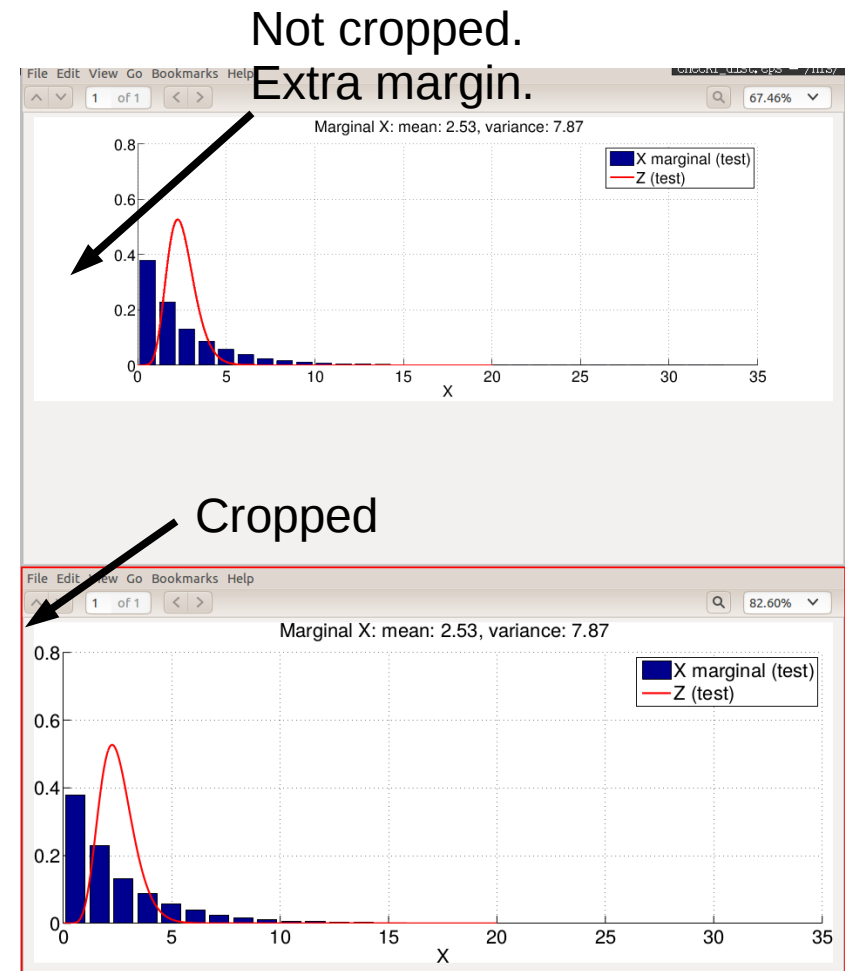 Not cropped.
Extra margin.
File Edit View Go Bookmarks Help
1 of 1 67.46%
Marginal X: mean: 2.53, variance: 7.87
X marginal (test)
Z (test)
0.8
0.6
0.4
0.2
0
0 5 10 15 20 25 30 35
X
Cropped
File Edit View Go Bookmarks Help
1 of 1 82.60%
Marginal X: mean: 2.53, variance: 7.87
X marginal (test)
Z (test)
0.8
0.6
0.4
0.2
0
0 5 10 15 20 25 30 35
X